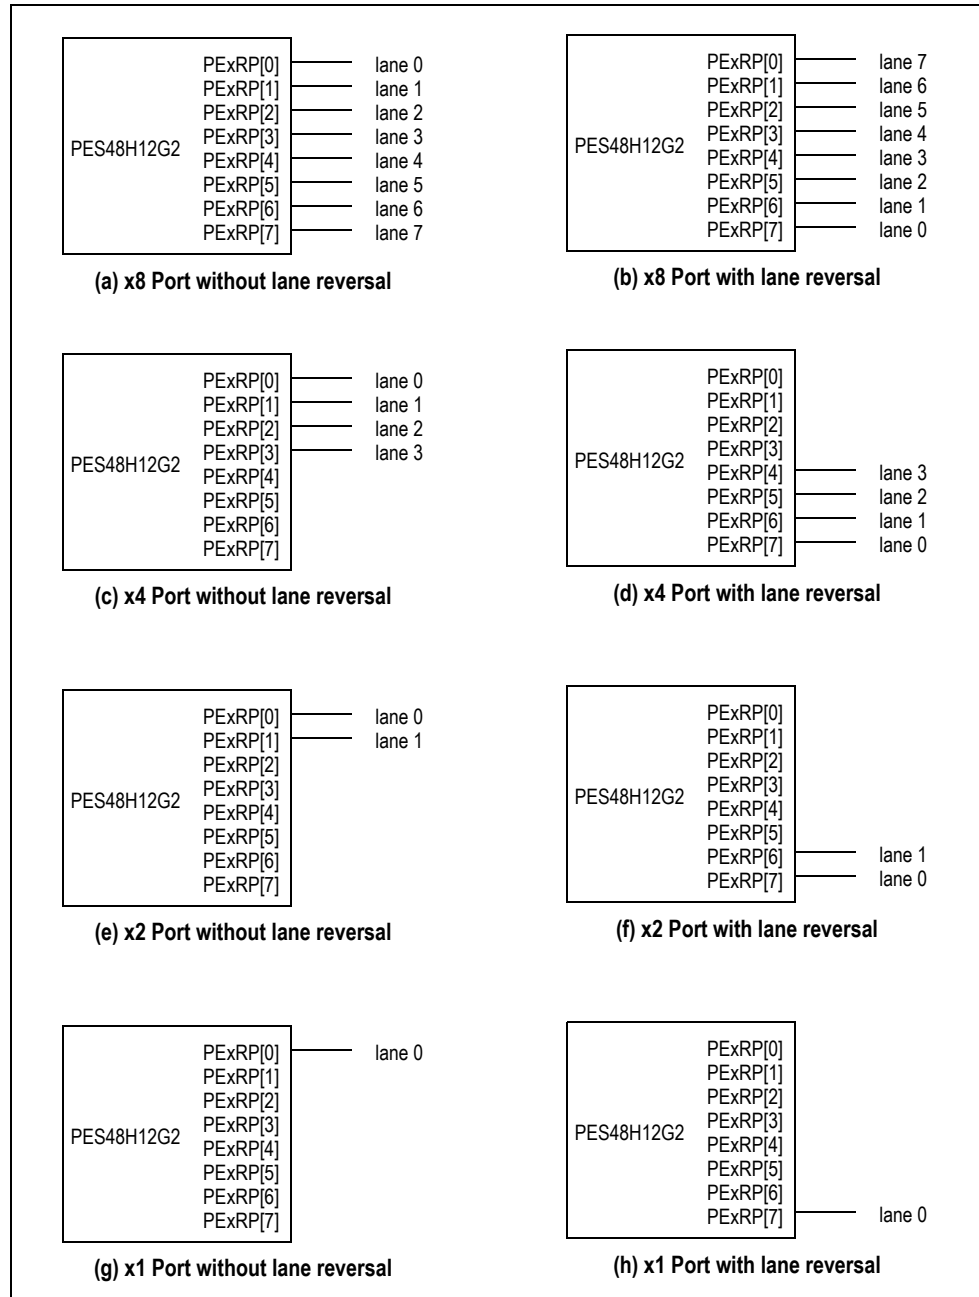 PES48H12G2
PExRP[0] lane 0
PExRP[1] lane 1
PExRP[2] lane 2
PExRP[3] lane 3
PExRP[4] lane 4
PExRP[5] lane 5
PExRP[6] lane 6
PExRP[7] lane 7
(a) x8 Port without lane reversal
PES48H12G2
PExRP[0] lane 7
PExRP[1] lane 6
PExRP[2] lane 5
PExRP[3] lane 4
PExRP[4] lane 3
PExRP[5] lane 2
PExRP[6] lane 1
PExRP[7] lane 0
(b) x8 Port with lane reversal
PES48H12G2
PExRP[0] lane 0
PExRP[1] lane 1
PExRP[2] lane 2
PExRP[3] lane 3
PExRP[4]
PExRP[5]
PExRP[6]
PExRP[7]
(c) x4 Port without lane reversal
PES48H12G2
PExRP[0]
PExRP[1]
PExRP[2]
PExRP[3]
PExRP[4] lane 3
PExRP[5] lane 2
PExRP[6] lane 1
PExRP[7] lane 0
(d) x4 Port with lane reversal
PES48H12G2
PExRP[0] lane 0
PExRP[1] lane 1
PExRP[2]
PExRP[3]
PExRP[4]
PExRP[5]
PExRP[6]
PExRP[7]
(e) x2 Port without lane reversal
PES48H12G2
PExRP[0]
PExRP[1]
PExRP[2]
PExRP[3]
PExRP[4]
PExRP[5]
PExRP[6] lane 1
PExRP[7] lane 0
(f) x2 Port with lane reversal
PES48H12G2
PExRP[0] lane 0
PExRP[1]
PExRP[2]
PExRP[3]
PExRP[4]
PExRP[5]
PExRP[6]
PExRP[7]
(g) x1 Port without lane reversal
PES48H12G2
PExRP[0]
PExRP[1]
PExRP[2]
PExRP[3]
PExRP[4]
PExRP[5]
PExRP[6]
PExRP[7] lane 0
(h) x1 Port with lane reversal